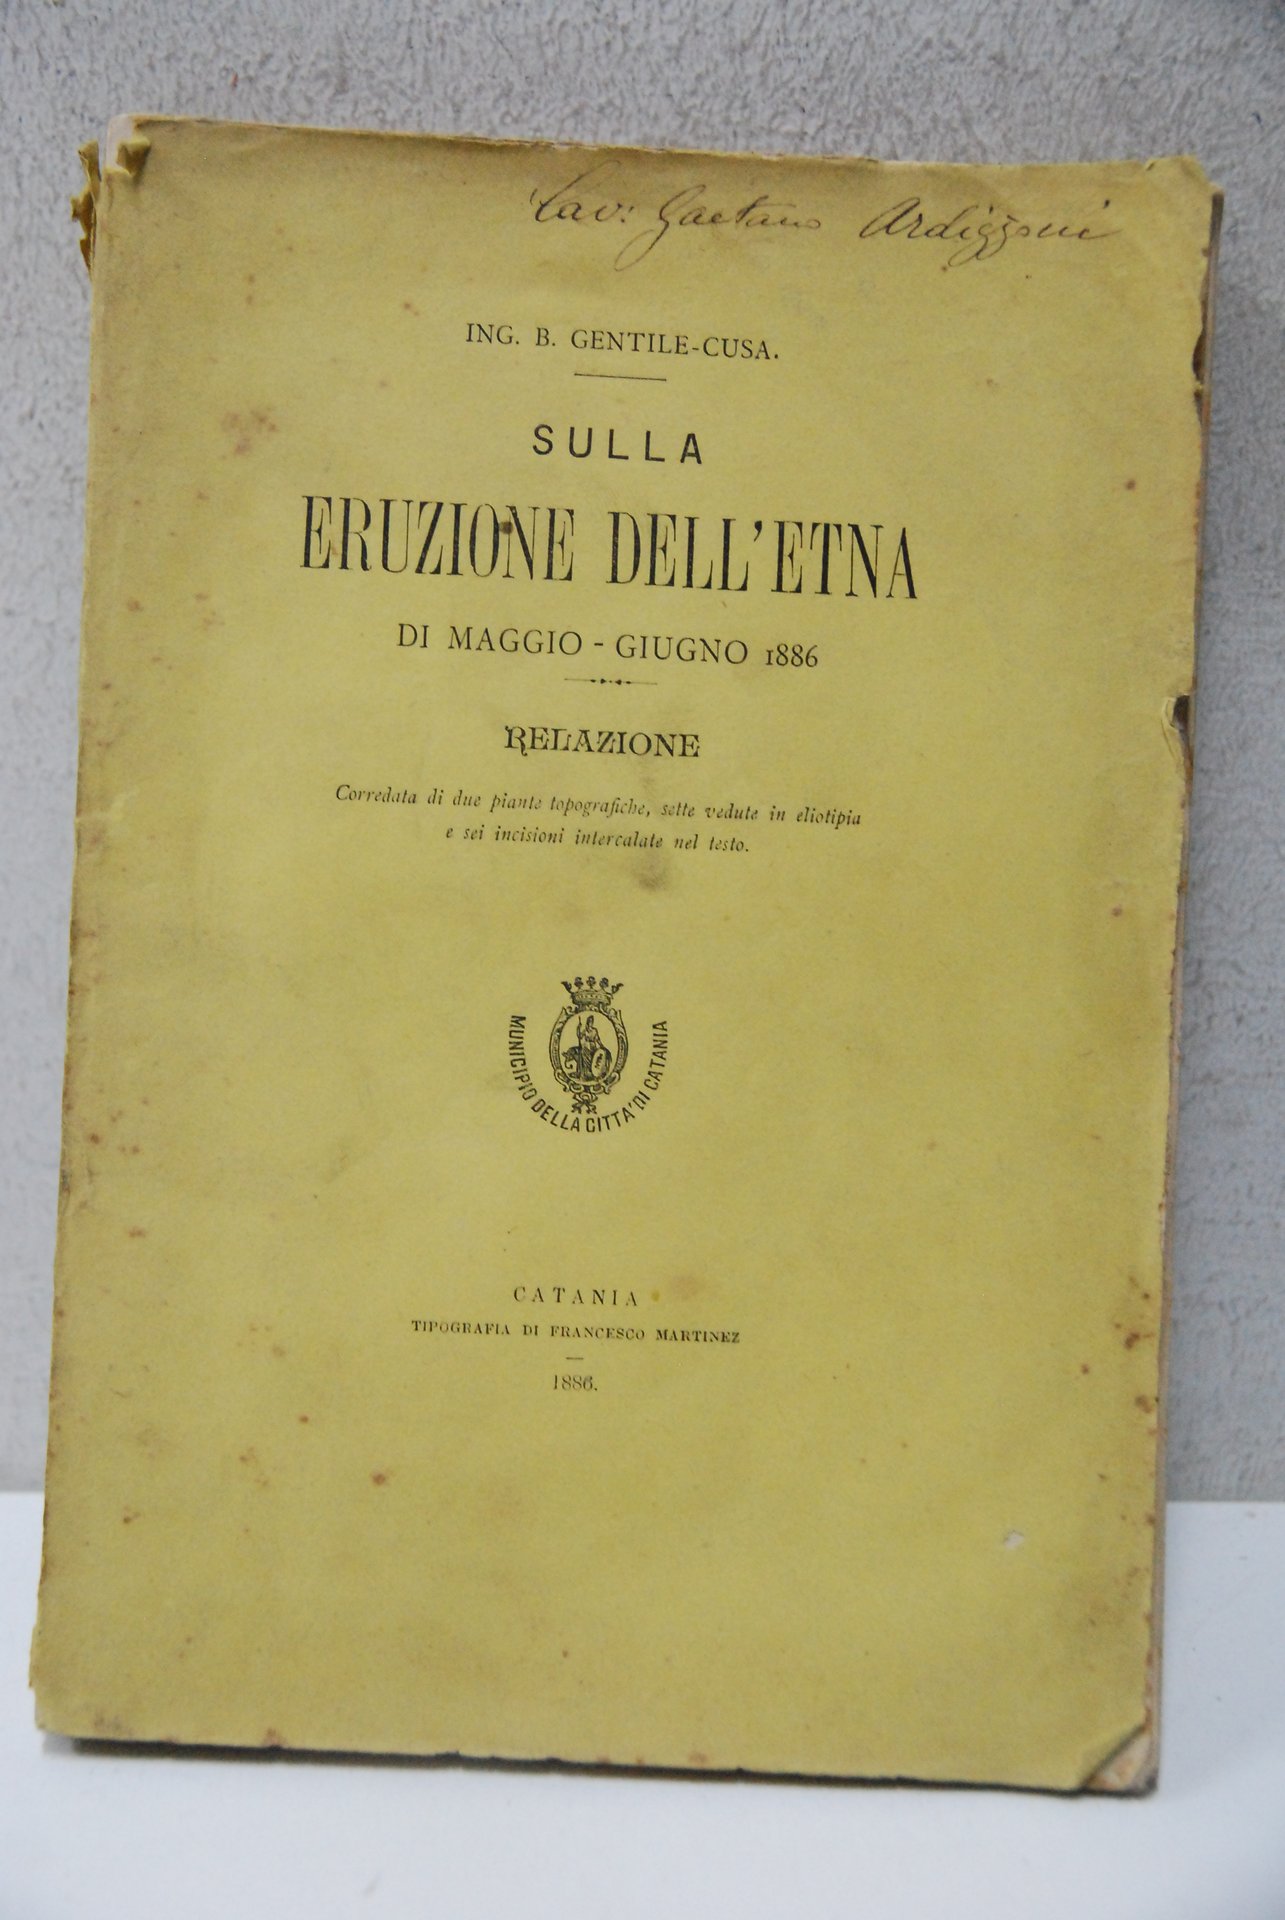 Cav: Gaetano Ardizzoni
ING. B. GENTILE-CUSA.
SULLA
ERUZIONE DELL'ETNA
DI MAGGIO - GIUGNO 1886
RELAZIONE
Corredata di due piante topografiche, sette vedute in eliotipia
e sei incisioni intercalate nel testo.
MUNICIPIO DELLA CITTA' DI CATANIA
CATANIA
TIPOGRAFIA DI FRANCESCO MARTINEZ
1886.